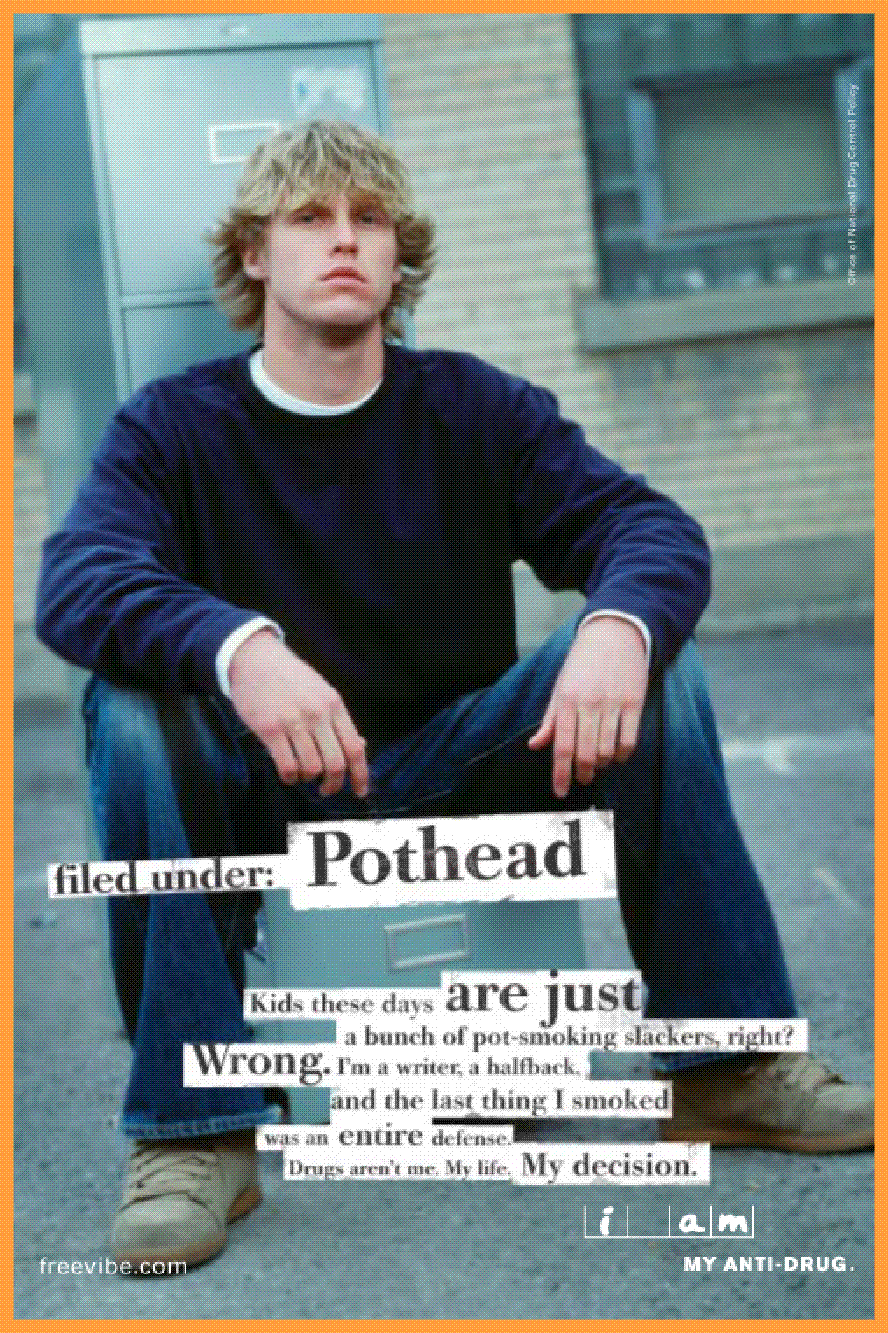 Office of National Drug Control Policy
filed under: Pothead
Kids these days are just
a bunch of pot-smoking slackers, right?
Wrong. I'm a writer, a halfback,
and the last thing I smoked
was an entire defense.
Drugs aren't me. My life. My decision.
i am
freevibe.com
MY ANTI-DRUG.